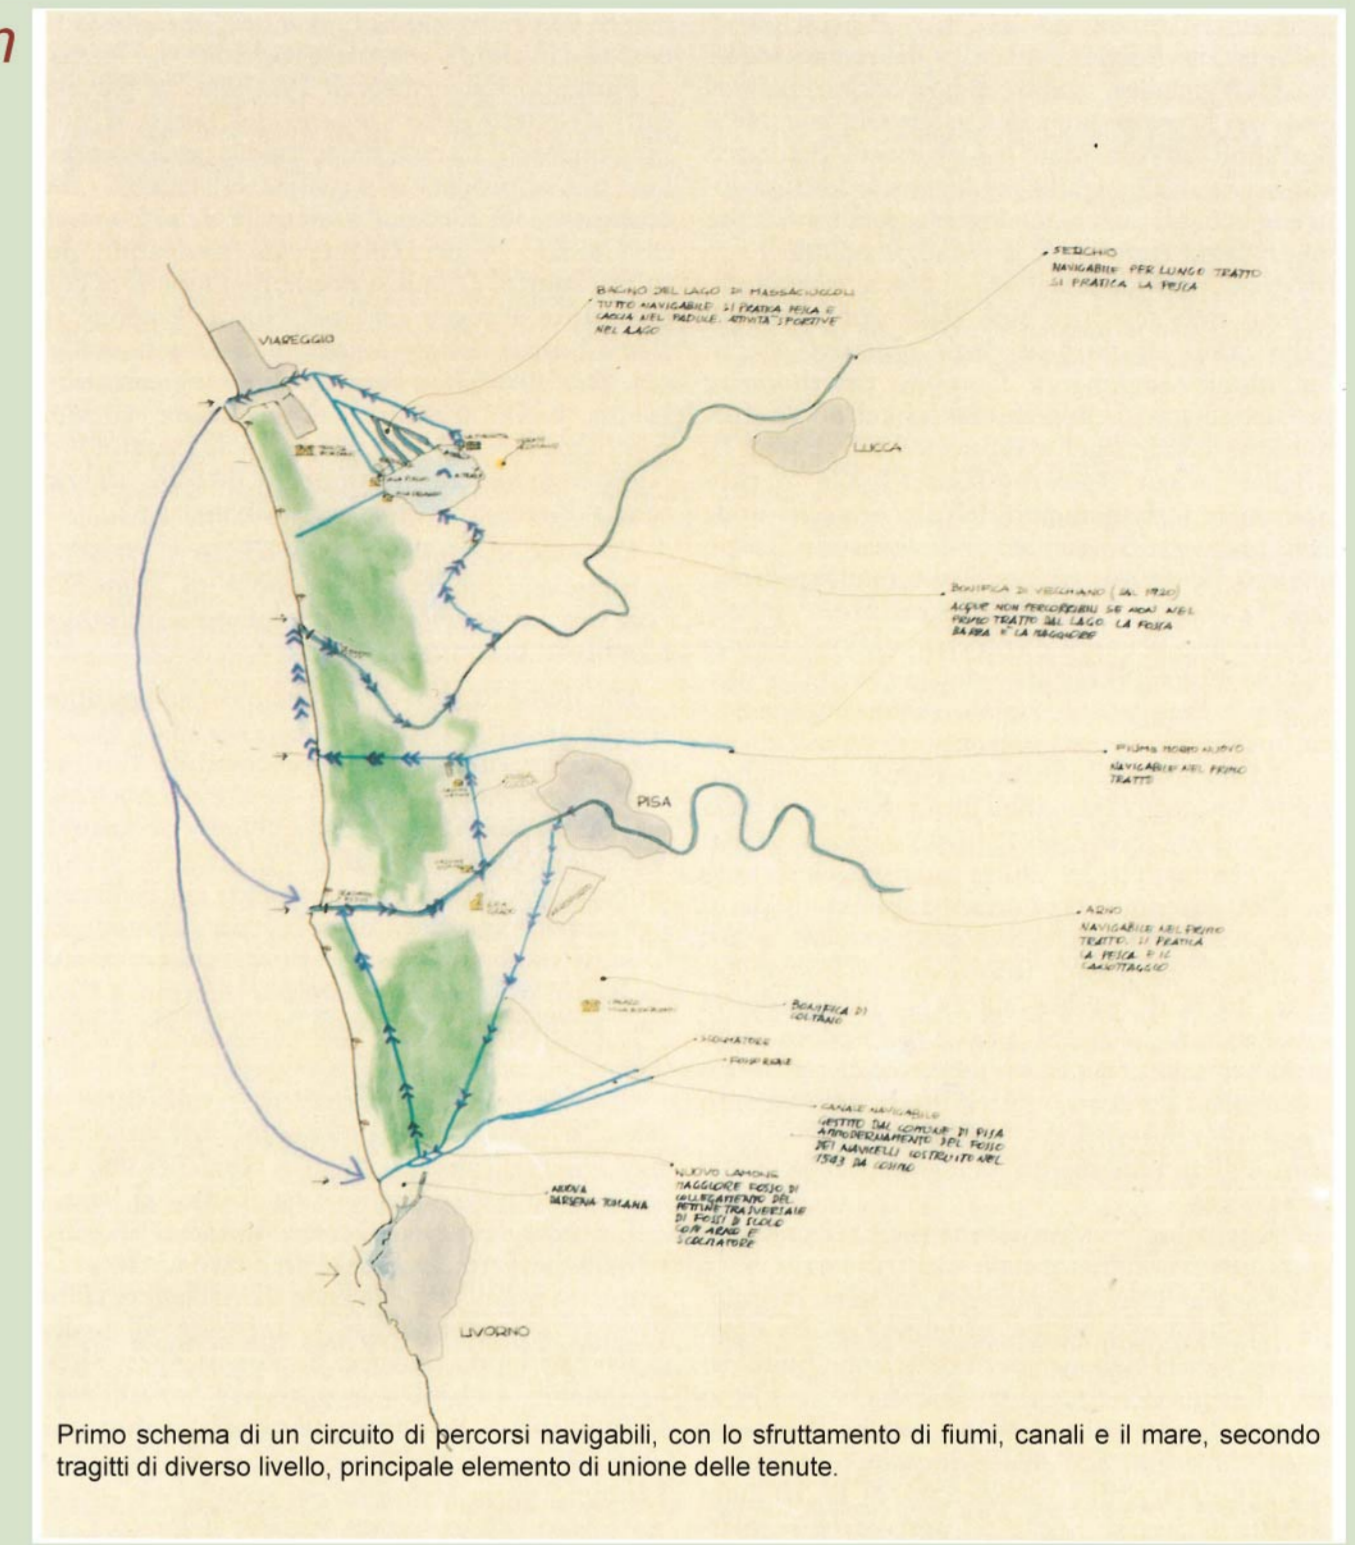 n
SERCHIO
NAVIGABILE PER LUNGO TRATTO
SI PRATICA LA PESCA
BACINO DEL LAGO DI MASSACIUCCOLI
TUTTO NAVIGABILE. SI PRATICA PESCA E
CACCIA NEL PADULE. ATTIVITA' SPORTIVE
NEL LAGO
VIAREGGIO
LUCCA
BONIFICA DI VECCHIANO (DAL 1920)
ACQUE NON PERCORRIBILI SE NON NEL
PRIMO TRATTO DAL LAGO. LA FOSSA
BARRA E' LA MAGGIORE
FIUME MORTO NUOVO
NAVIGABILE NEL PRIMO
TRATTO
PISA
ARNO
NAVIGABILE NEL PRIMO
TRATTO. SI PRATICA
LA PESCA E IL
CANOTTAGGIO
BONIFICA DI
COLTANO
SCOLMATORE
FOSSO REALE
CANALE NAVIGABILE
GESTITO DAL COMUNE DI PISA
AMMODERNAMENTO DEL FOSSO
DEI NAVICELLI COSTRUITO NEL
1543 DA COSIMO
NUOVO LAMONE
MAGGIORE FOSSO DI
COLLEGAMENTO DEL
PETTINE TRASVERSALE
DI FOSSI DI SCOLO
CON ARNO E
SCOLMATORE
NUOVA
DARSENA TOSCANA
LIVORNO
Primo schema di un circuito di percorsi navigabili, con lo sfruttamento di fiumi, canali e il mare, secondo
tragitti di diverso livello, principale elemento di unione delle tenute.